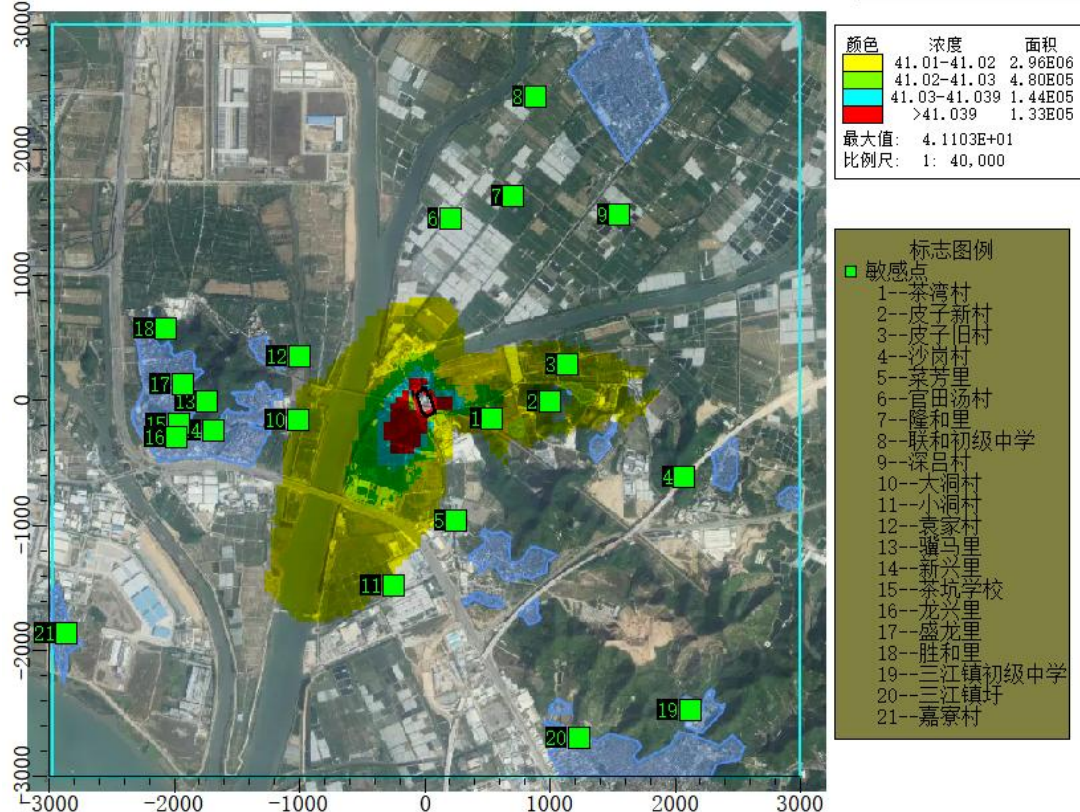 颜色 浓度 面积
41.01-41.02 2.96E06
41.02-41.03 4.80E05
41.03-41.039 1.44E05
>41.039 1.33E05
最大值: 4.1103E+01
比例尺: 1: 40,000
标志图例
敏感点
1--茶湾村
2--皮子新村
3--皮子旧村
4--沙岗村
5--菜芳里
6--官田汤村
7--隆和里
8--联和初级中学
9--深吕村
10--大洞村
11--小洞村
12--袁家村
13--骥马里
14--新兴里
15--茶坑学校
16--龙兴里
17--盛龙里
18--胜和里
19--三江镇初级中学
20--三江镇圩
21--嘉寮村
3000
2000
1000
0
-1000
-2000
-3000
-3000 -2000 -1000 0 1000 2000 3000
8
7
6
9
18
12
3
17
13
2
10
1
15
4
16
4
5
11
21
19
20